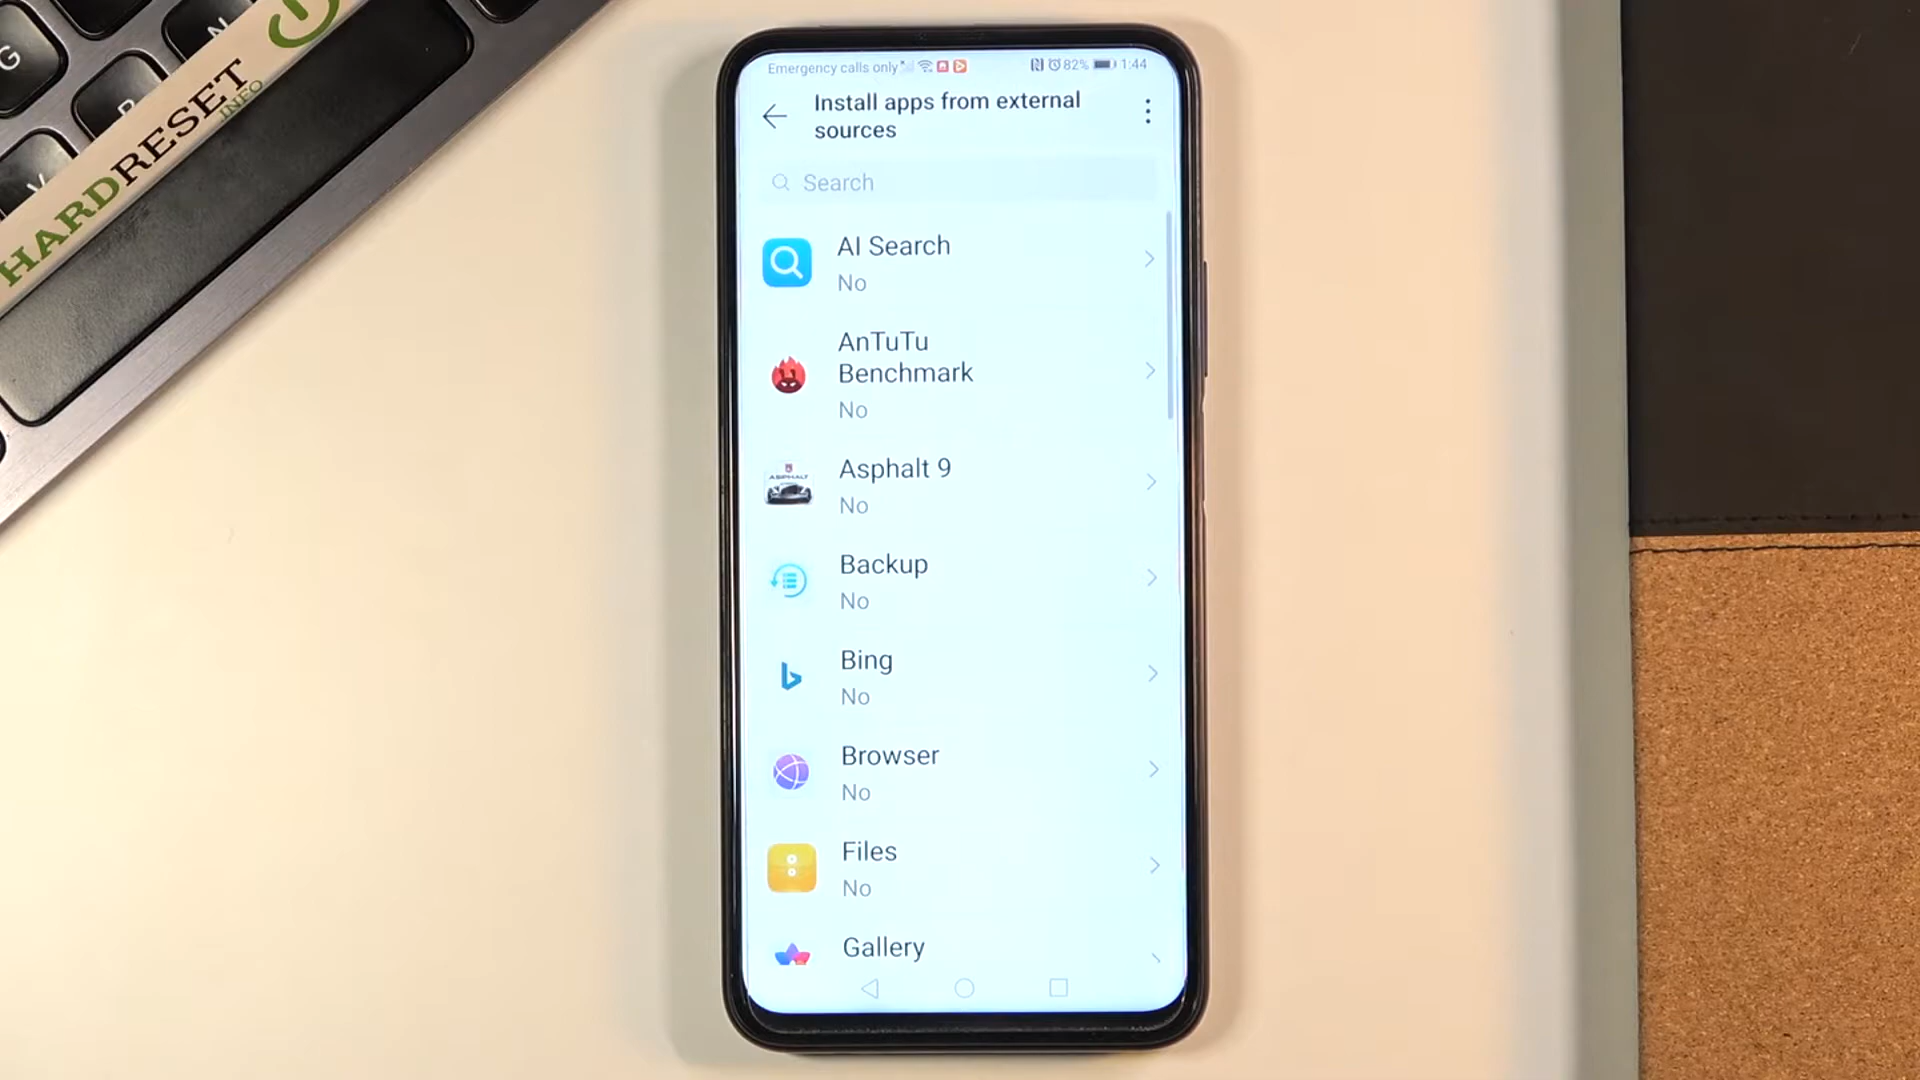 G
N
R
V
HARDRESET
.INFO
Emergency calls only
82% 1:44
Install apps from external
sources
Search
AI Search
No
AnTuTu
Benchmark
No
ASPHALT
Asphalt 9
No
Backup
No
Bing
No
Browser
No
Files
No
Gallery